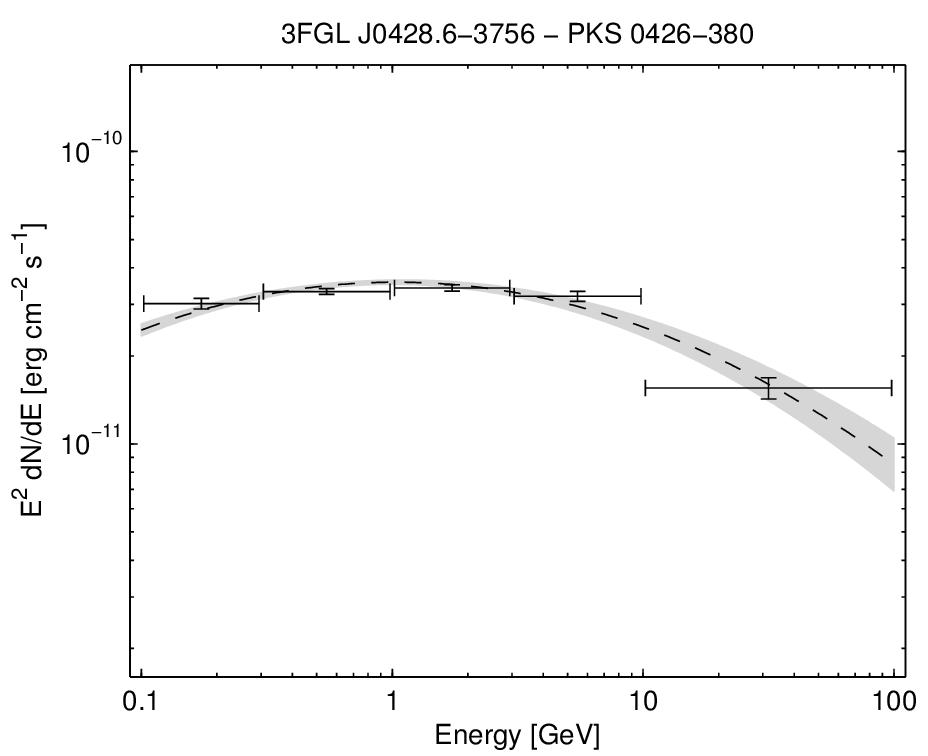 3FGL J0428.6−3756 − PKS 0426−380
E² dN/dE [erg cm⁻² s⁻¹]
10⁻¹⁰
10⁻¹¹
0.1 1 10 100
Energy [GeV]